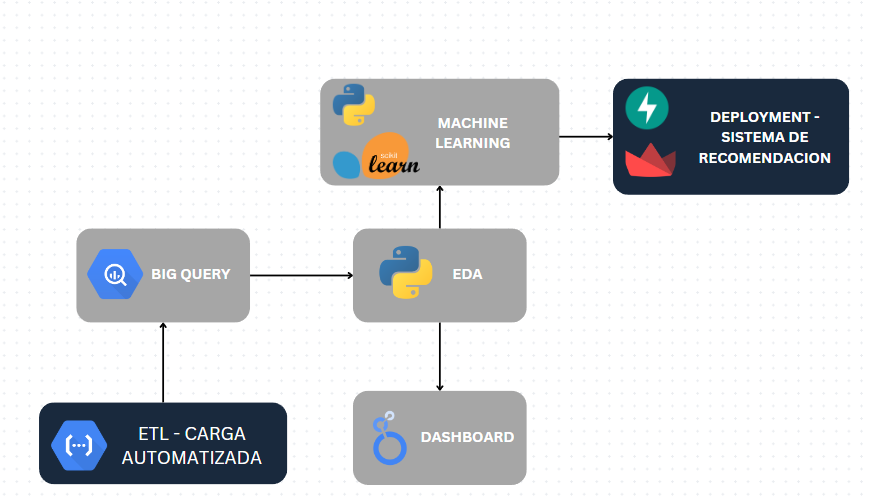 MACHINE
LEARNING
scikit
learn
DEPLOYMENT -
SISTEMA DE
RECOMENDACION
BIG QUERY
EDA
ETL - CARGA
AUTOMATIZADA
DASHBOARD